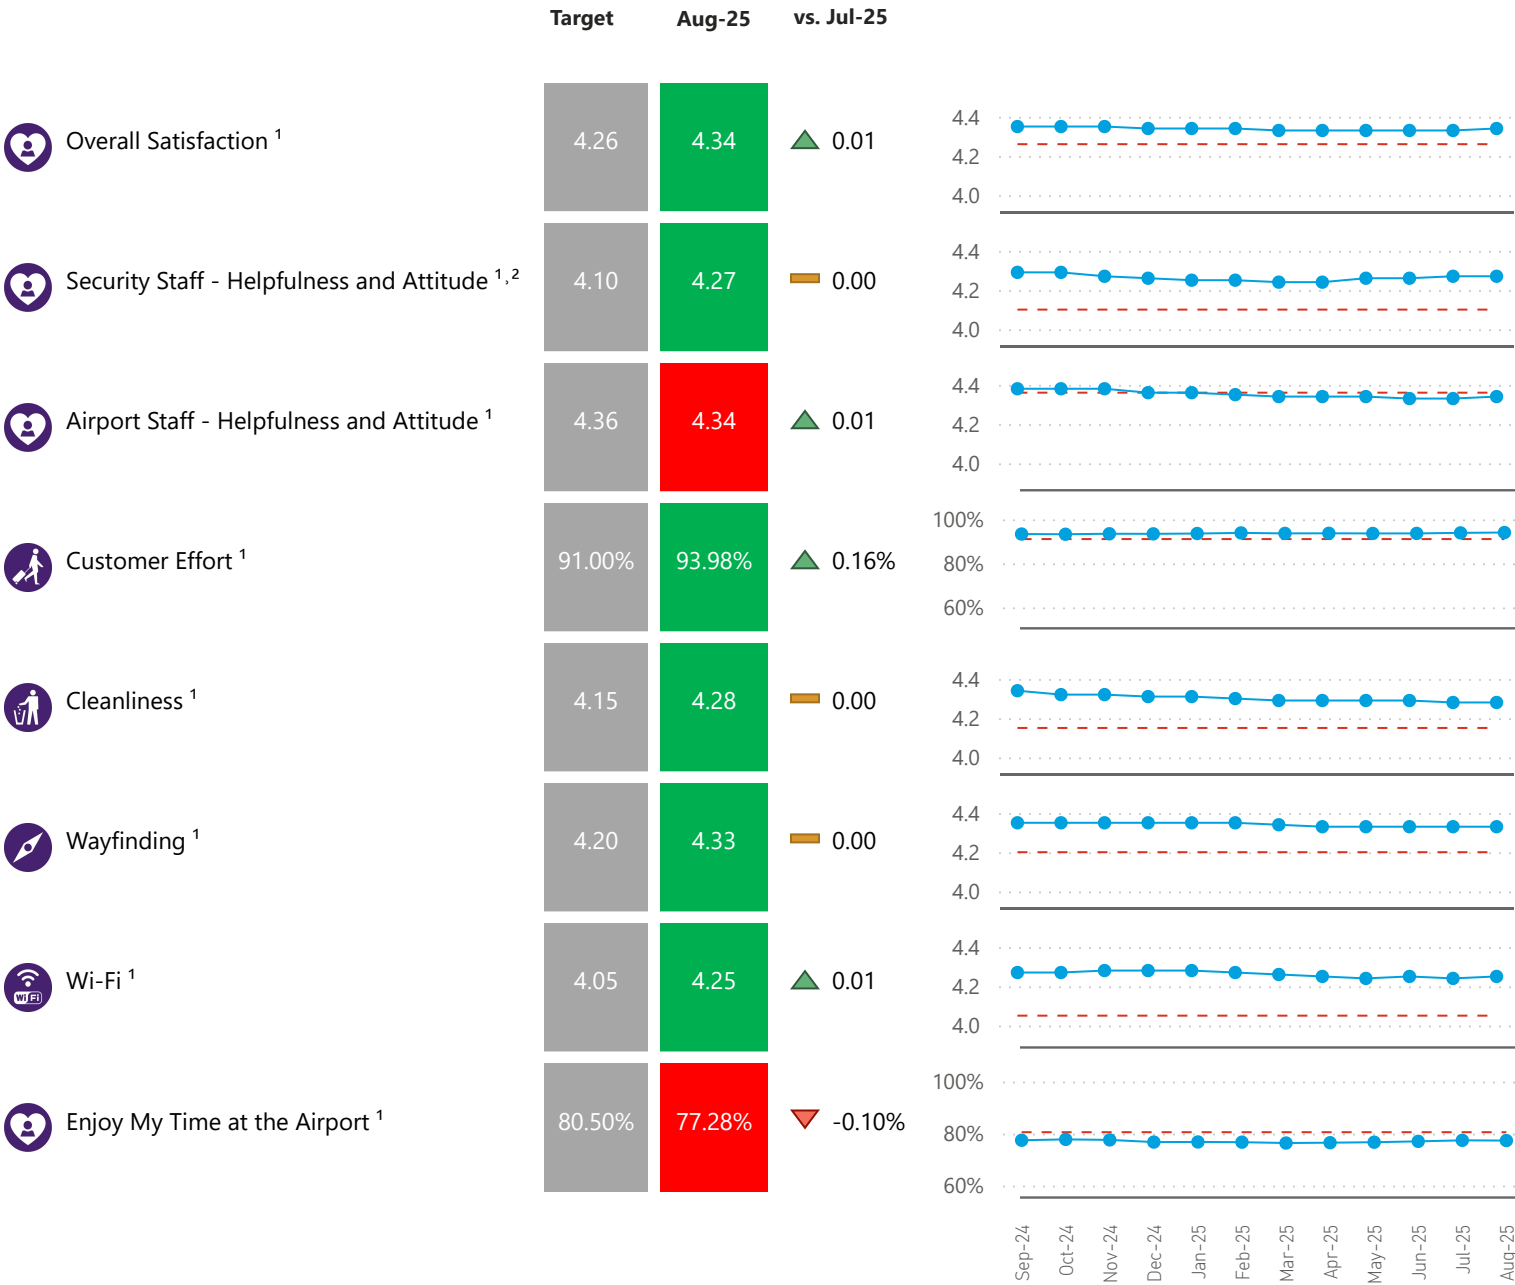 Target Aug-25 vs. Jul-25
Overall Satisfaction ¹ 4.26 4.34 0.01
4.4
4.2
4.0
Security Staff - Helpfulness and Attitude ¹,² 4.10 4.27 0.00
4.4
4.2
4.0
Airport Staff - Helpfulness and Attitude ¹ 4.36 4.34 0.01
4.4
4.2
4.0
Customer Effort ¹ 91.00% 93.98% 0.16%
100%
80%
60%
Cleanliness ¹ 4.15 4.28 0.00
4.4
4.2
4.0
Wayfinding ¹ 4.20 4.33 0.00
4.4
4.2
4.0
WiFi
Wi-Fi ¹ 4.05 4.25 0.01
4.4
4.2
4.0
Enjoy My Time at the Airport ¹ 80.50% 77.28% -0.10%
100%
80%
60%
Sep-24 Oct-24 Nov-24 Dec-24 Jan-25 Feb-25 Mar-25 Apr-25 May-25 Jun-25 Jul-25 Aug-25